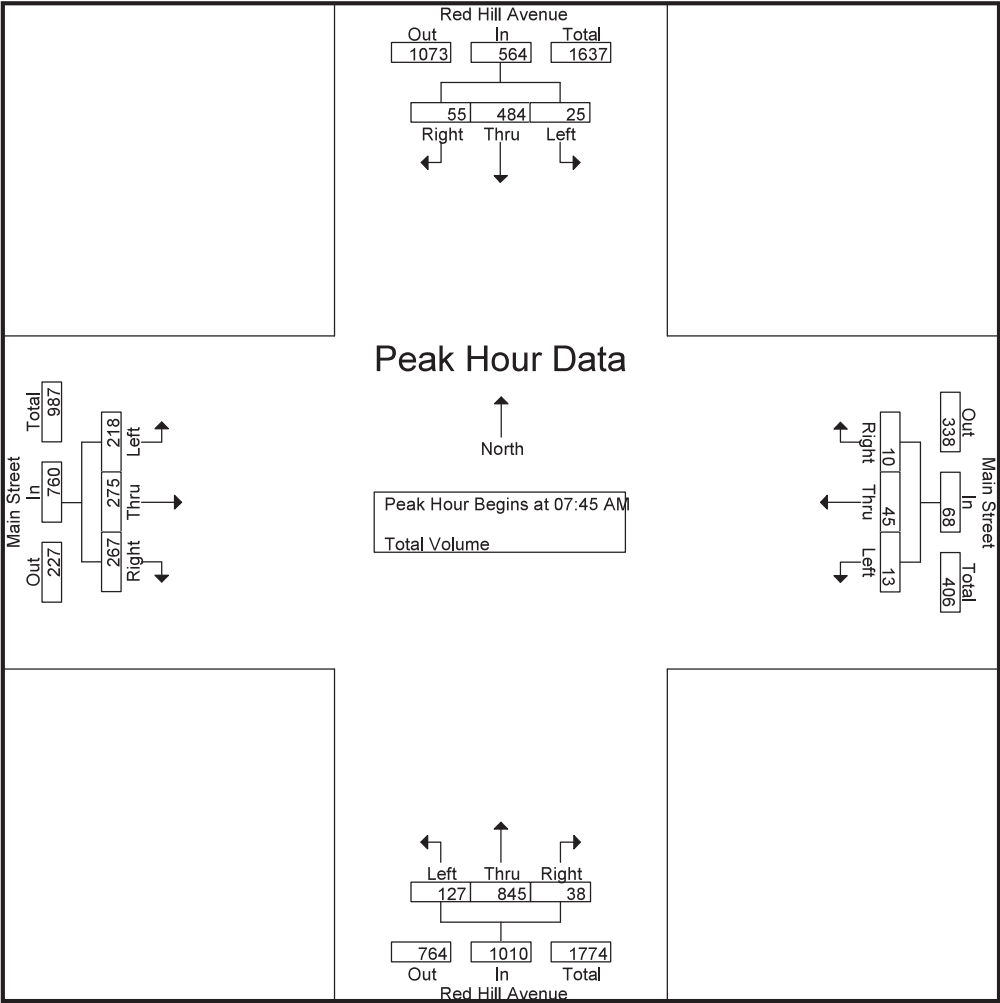 Red Hill Avenue
Out In Total
1073 564 1637
55 484 25
Right Thru Left
Peak Hour Data
North
Peak Hour Begins at 07:45 AM
Total Volume
Main Street
Out In Total
227 760 987
267 275 218
Right Thru Left
Main Street
Out In Total
338 68 406
10 45 13
Right Thru Left
Left Thru Right
127 845 38
764 1010 1774
Out In Total
Red Hill Avenue